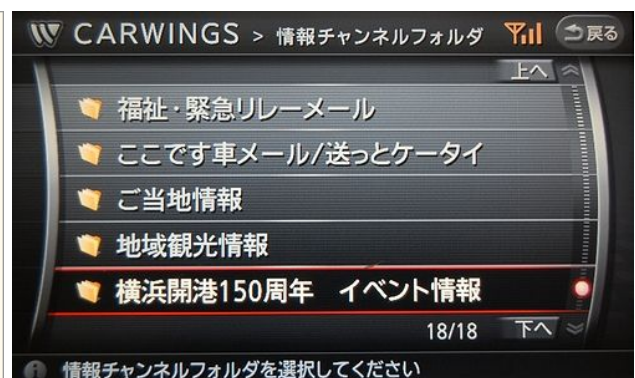 CARWINGS > 情報チャンネルフォルダ 戻る
上へ
福祉・緊急リレーメール
ここです車メール/送っとケータイ
ご当地情報
地域観光情報
横浜開港150周年　イベント情報
18/18 下へ
情報チャンネルフォルダを選択してください